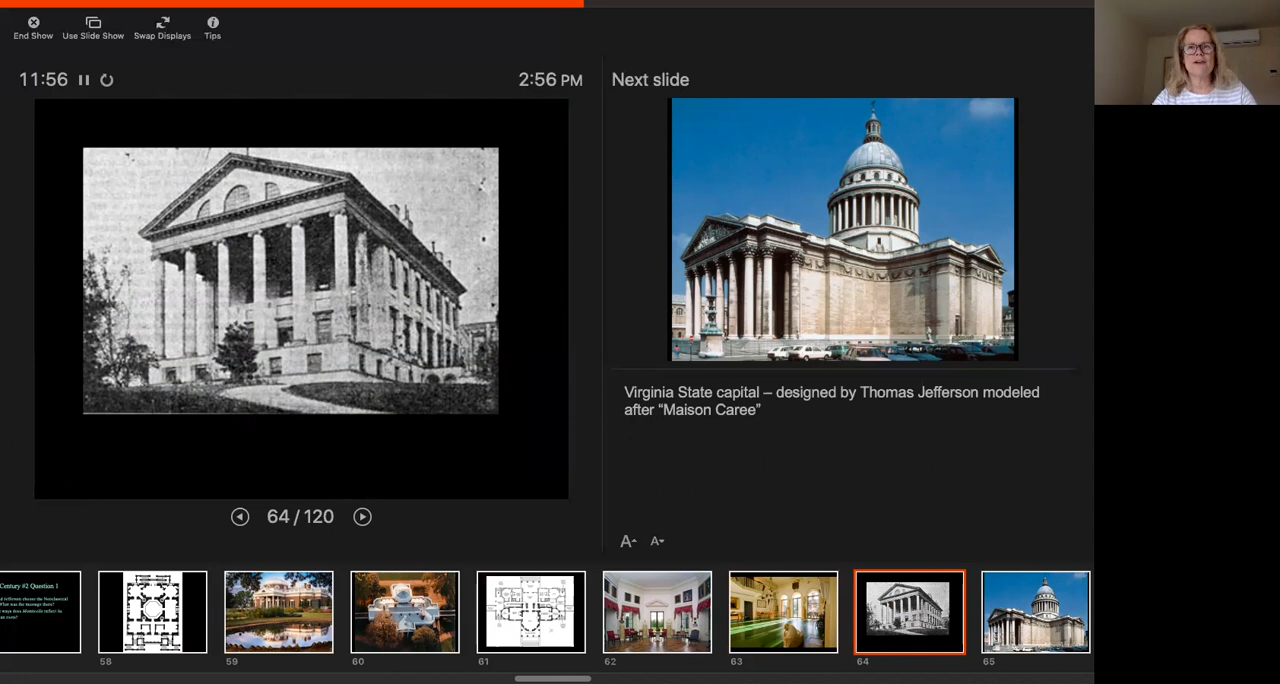 End Show
Use Slide Show
Swap Displays
Tips
11:56
2:56 PM
Next slide
Virginia State capital – designed by Thomas Jefferson modeled
after “Maison Caree”
64 / 120
A
A
Century #2 Question 1
58
59
60
61
62
63
64
65